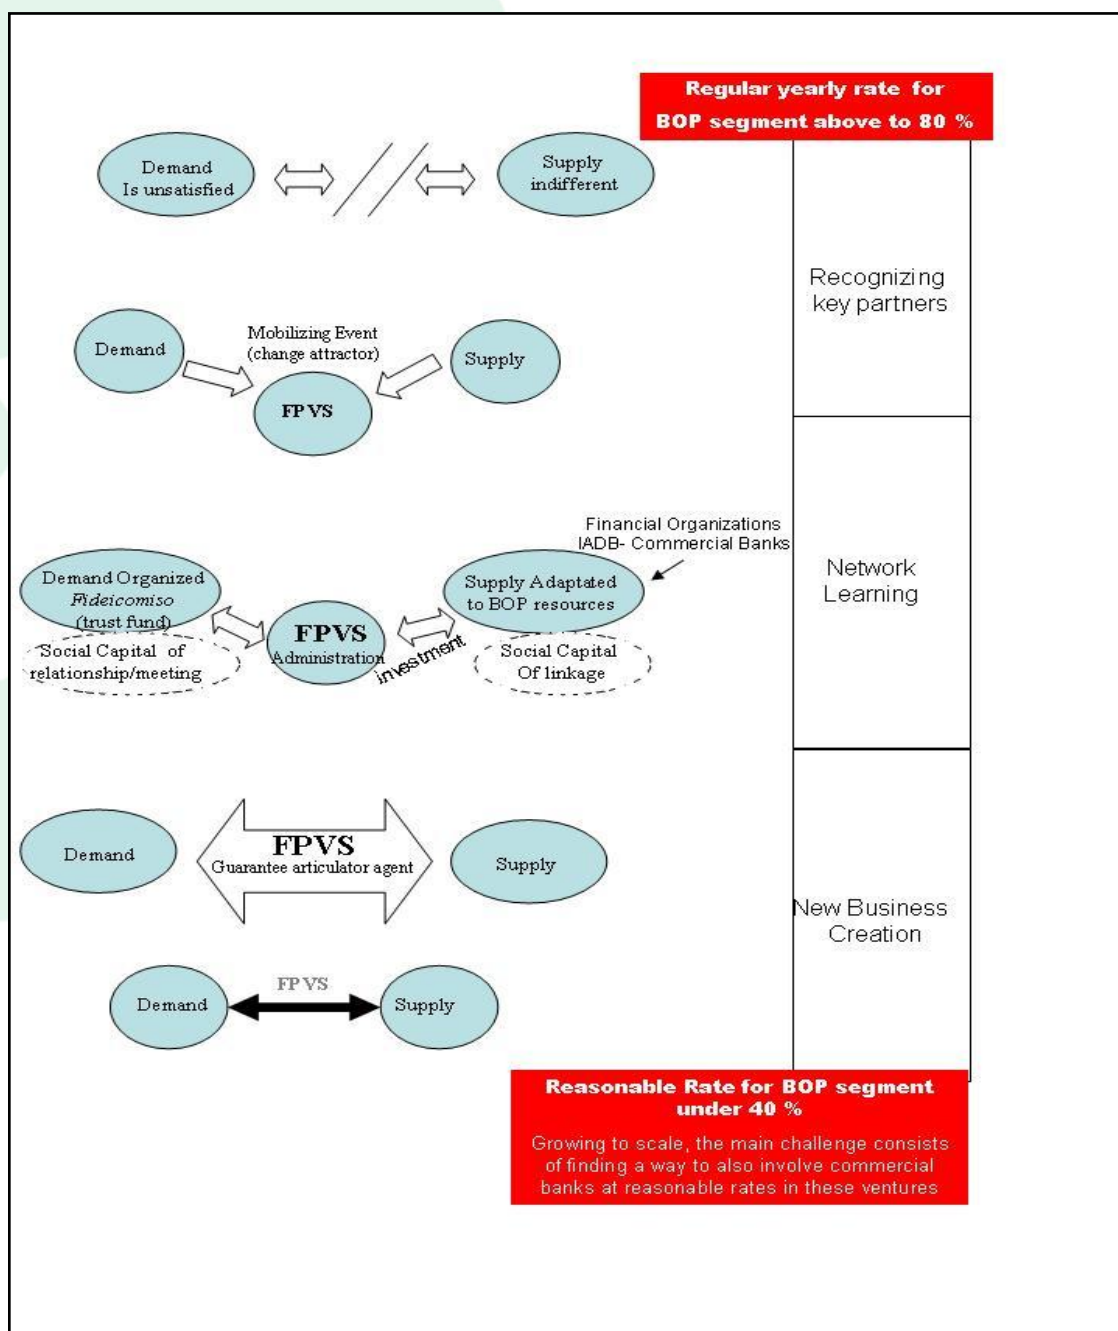 Regular yearly rate for
BOP segment above to 80 %
Demand
Is unsatisfied
Supply
indifferent
Recognizing
key partners
Demand
Mobilizing Event
(change attractor)
Supply
FPVS
Financial Organizations
IADB- Commercial Banks
Demand Organized
Fideicomiso
(trust fund)
Supply Adaptated
to BOP resources
Network
Learning
FPVS
Administration
investment
Social Capital of
relationship/meeting
Social Capital
Of linkage
Demand
FPVS
Guarantee articulator agent
Supply
New Business
Creation
Demand
FPVS
Supply
Reasonable Rate for BOP segment
under 40 %
Growing to scale, the main challenge consists
of finding a way to also involve commercial
banks at reasonable rates in these ventures